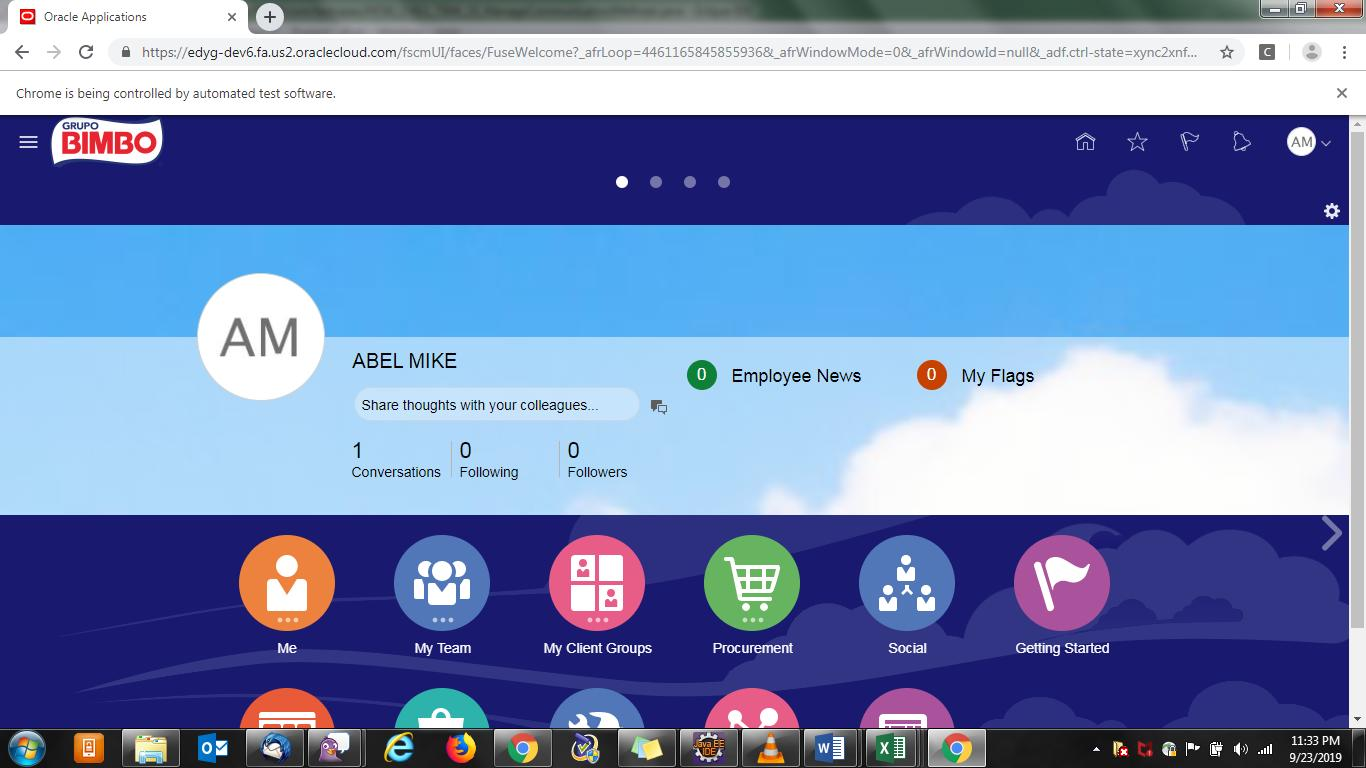 Oracle Applications
https://edyg-dev6.fa.us2.oraclecloud.com/fscmUI/faces/FuseWelcome?_afrLoop=4461165845855936&_afrWindowMode=0&_afrWindowId=null&_adf.ctrl-state=xync2xnf...
C
Chrome is being controlled by automated test software.
GRUPO
BIMBO
AM
AM
ABEL MIKE
0 Employee News
0 My Flags
Share thoughts with your colleagues...
1 0 0
Conversations Following Followers
Me My Team My Client Groups Procurement Social Getting Started
Java EE
IDE
11:33 PM
9/23/2019